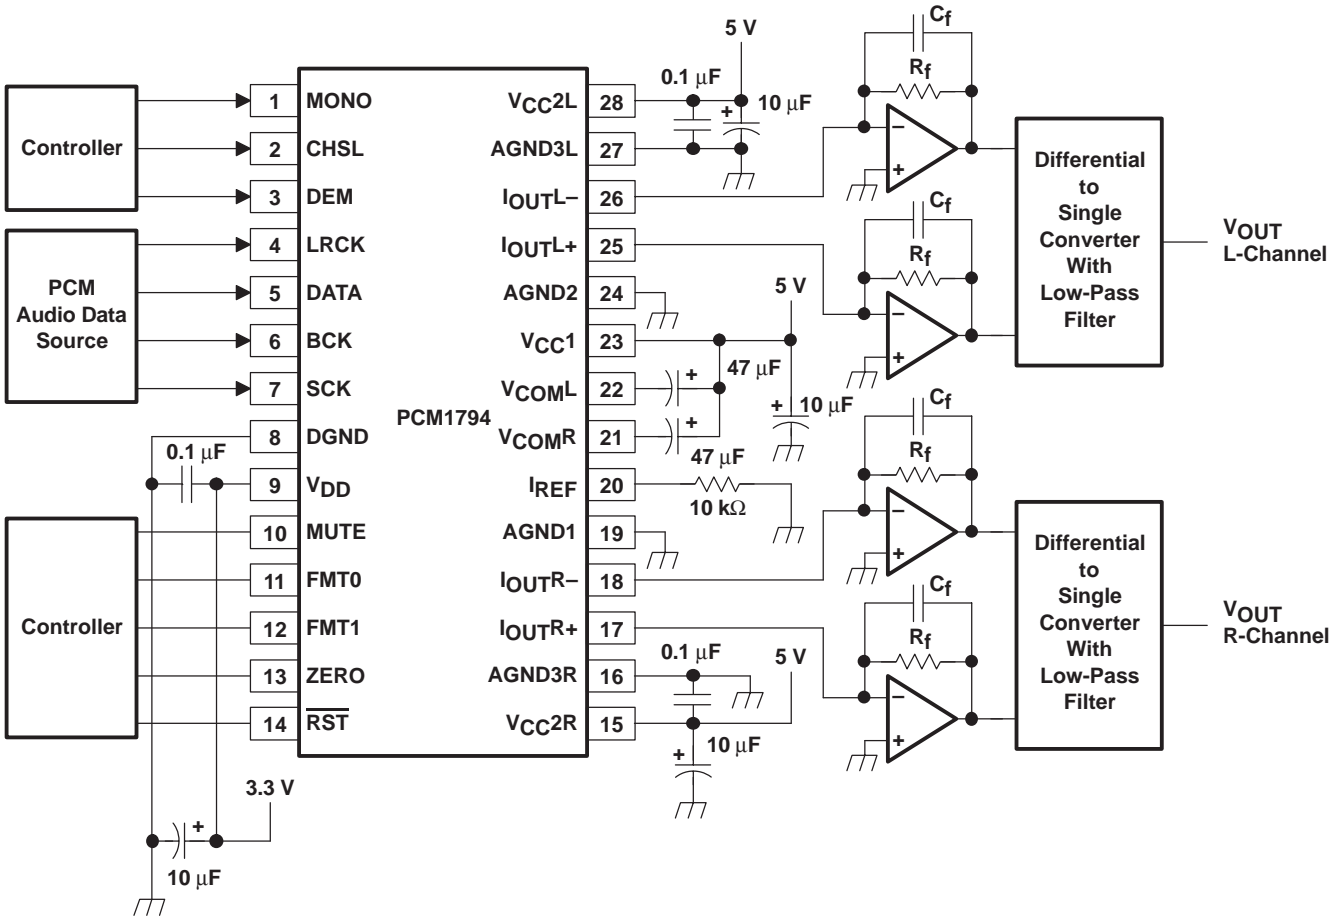 Controller
PCM
Audio Data
Source
Controller
1 MONO
2 CHSL
3 DEM
4 LRCK
5 DATA
6 BCK
7 SCK
8 DGND
9 VDD
10 MUTE
11 FMT0
12 FMT1
13 ZERO
14 RST
0.1 μF
3.3 V
+
10 μF
PCM1794
VCC2L 28
AGND3L 27
IOUTL– 26
IOUTL+ 25
AGND2 24
VCC1 23
VCOML 22
VCOMR 21
IREF 20
AGND1 19
IOUTR– 18
IOUTR+ 17
AGND3R 16
VCC2R 15
5 V
0.1 μF
+ 10 μF
5 V
47 μF
+
+
+ 10 μF
47 μF
10 kΩ
0.1 μF
5 V
10 μF
+
Cf
Rf
–
+
Cf
Rf
–
+
Cf
Rf
–
+
Cf
Rf
–
+
Differential
to
Single
Converter
With
Low-Pass
Filter
VOUT
L-Channel
Differential
to
Single
Converter
With
Low-Pass
Filter
VOUT
R-Channel